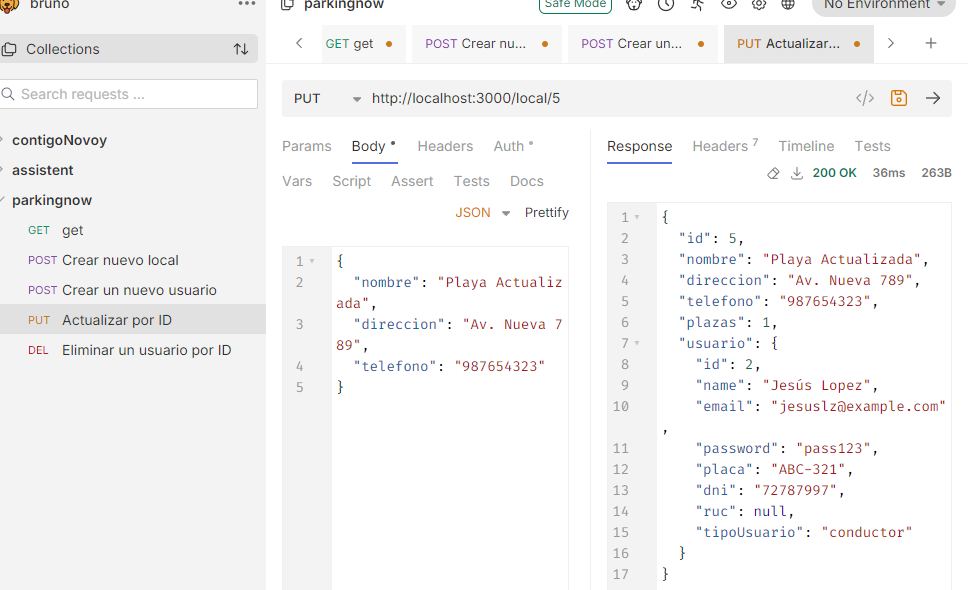 bruno
parkingnow
Safe Mode
No Environment
Collections
GET get
POST Crear nu...
POST Crear un...
PUT Actualizar...
Search requests ...
PUT
http://localhost:3000/local/5
contigoNovoy
assistent
parkingnow
GET get
POST Crear nuevo local
POST Crear un nuevo usuario
PUT Actualizar por ID
DEL Eliminar un usuario por ID
Params Body Headers Auth
Vars Script Assert Tests Docs
JSON Prettify
1 {
2 "nombre": "Playa Actualiz
ada",
3 "direccion": "Av. Nueva 7
89",
4 "telefono": "987654323"
5 }
Response Headers 7 Timeline Tests
200 OK 36ms 263B
1 {
2 "id": 5,
3 "nombre": "Playa Actualizada",
4 "direccion": "Av. Nueva 789",
5 "telefono": "987654323",
6 "plazas": 1,
7 "usuario": {
8 "id": 2,
9 "name": "Jesús Lopez",
10 "email": "jesuslz@example.com"
,
11 "password": "pass123",
12 "placa": "ABC-321",
13 "dni": "72787997",
14 "ruc": null,
15 "tipoUsuario": "conductor"
16 }
17 }